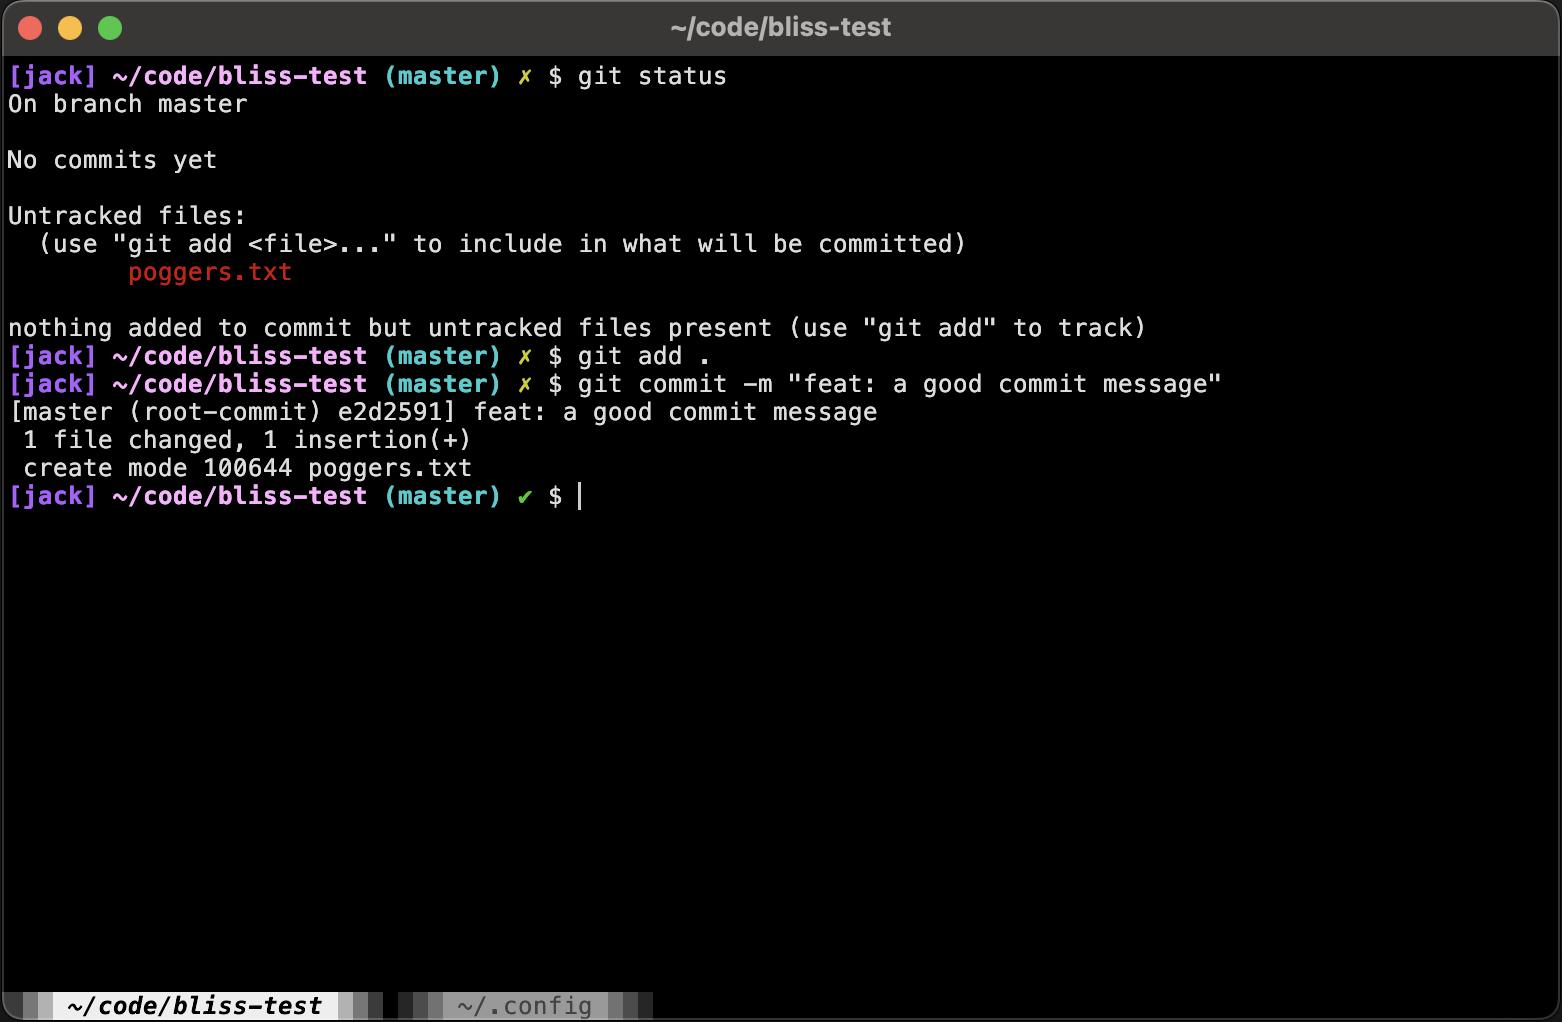 ~/code/bliss-test
[jack] ~/code/bliss-test (master) ✗ $ git status
On branch master
No commits yet
Untracked files:
  (use "git add <file>..." to include in what will be committed)
        poggers.txt
nothing added to commit but untracked files present (use "git add" to track)
[jack] ~/code/bliss-test (master) ✗ $ git add .
[jack] ~/code/bliss-test (master) ✗ $ git commit -m "feat: a good commit message"
[master (root-commit) e2d2591] feat: a good commit message
 1 file changed, 1 insertion(+)
 create mode 100644 poggers.txt
[jack] ~/code/bliss-test (master) ✔ $
~/code/bliss-test ~/.config